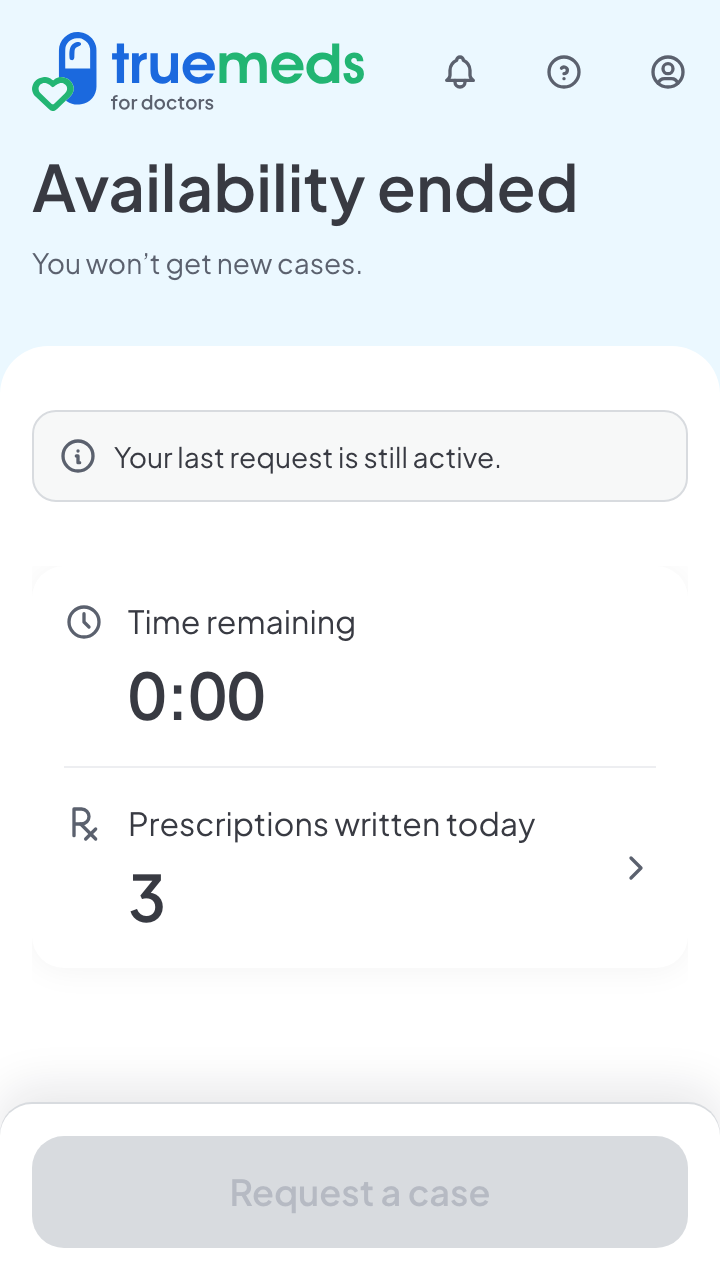 truemeds
for doctors
Availability ended
You won’t get new cases.
Your last request is still active.
Time remaining
0:00
Prescriptions written today
3
Request a case